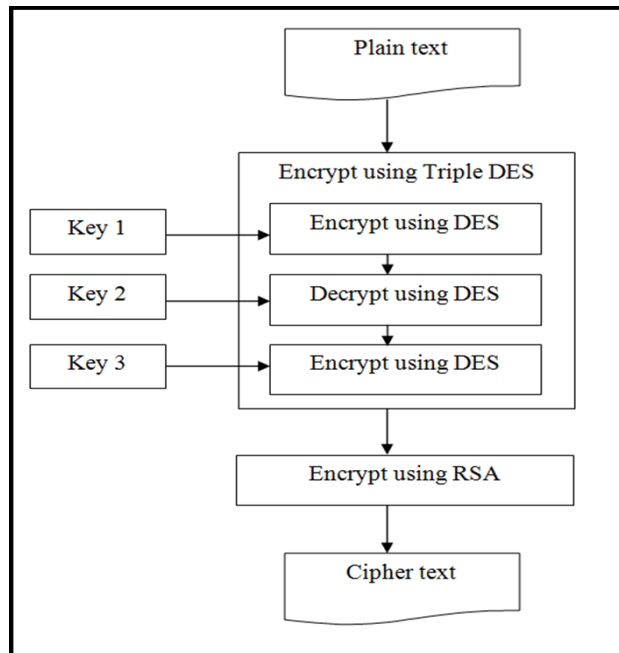 Plain text
Encrypt using Triple DES
Key 1
Encrypt using DES
Key 2
Decrypt using DES
Key 3
Encrypt using DES
Encrypt using RSA
Cipher text